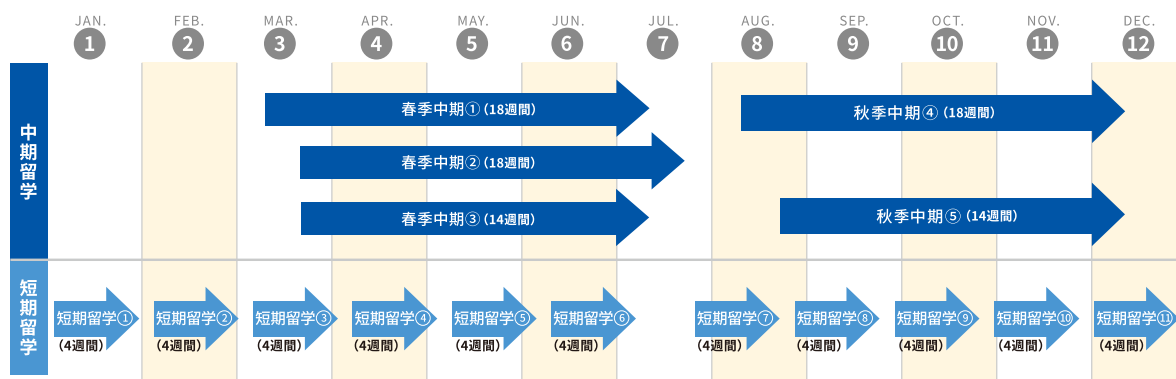 JAN. FEB. MAR. APR. MAY. JUN. JUL. AUG. SEP. OCT. NOV. DEC.
1 2 3 4 5 6 7 8 9 10 11 12
中期留学
春季中期①(18週間)
秋季中期④(18週間)
春季中期②(18週間)
春季中期③(14週間)
秋季中期⑤(14週間)
短期留学
短期留学① 短期留学② 短期留学③ 短期留学④ 短期留学⑤ 短期留学⑥ 短期留学⑦ 短期留学⑧ 短期留学⑨ 短期留学⑩ 短期留学⑪
(4週間) (4週間) (4週間) (4週間) (4週間) (4週間) (4週間) (4週間) (4週間) (4週間) (4週間)